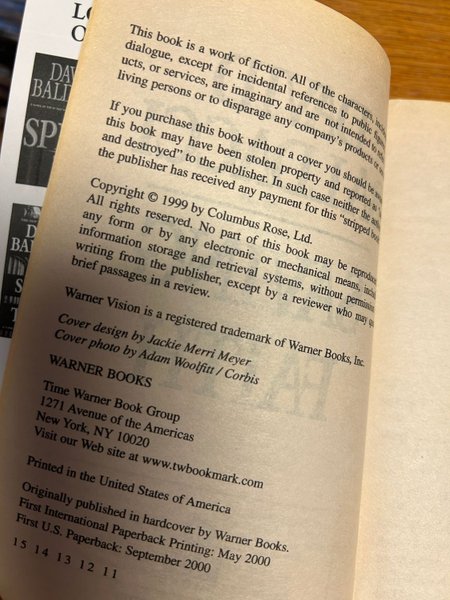 LO
O
DAV
BALD
SP
D
BA
S
T
This book is a work of fiction. All of the characters,
dialogue, except for incidental references to public
ucts, or services, are imaginary and are not intended to
living persons or to disparage any company's products or
If you purchase this book without a cover you should be
this book may have been stolen property and reported as
and destroyed" to the publisher. In such case neither the
the publisher has received any payment for this "stripped
Copyright © 1999 by Columbus Rose, Ltd.
All rights reserved. No part of this book may be
any form or by any electronic or mechanical means,
information storage and retrieval systems, without
writing from the publisher, except by a reviewer who may
brief passages in a review.
Warner Vision is a registered trademark of Warner Books, Inc.
Cover design by Jackie Merri Meyer
Cover photo by Adam Woolfitt / Corbis
WARNER BOOKS
Time Warner Book Group
1271 Avenue of the Americas
New York, NY 10020
Visit our Web site at www.twbookmark.com
Printed in the United States of America
Originally published in hardcover by Warner Books.
First International Paperback Printing: May 2000
First U.S. Paperback: September 2000
15 14 13 12 11